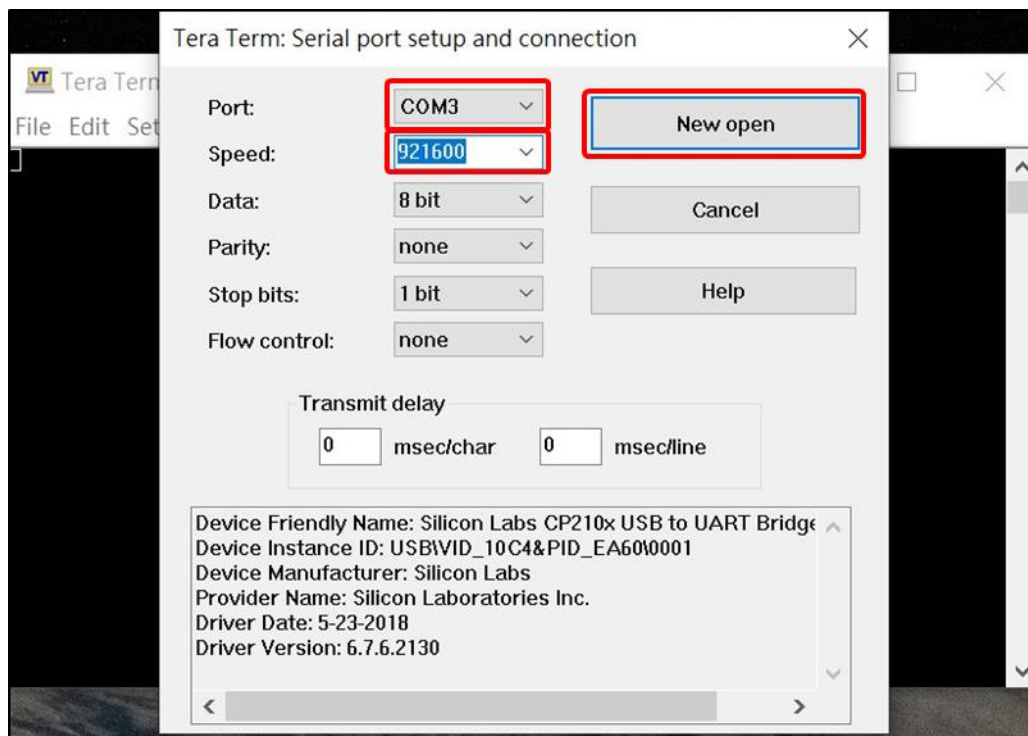 Tera Term: Serial port setup and connection
VT Tera Term
File Edit Set
Port: COM3
New open
Speed: 921600
Data: 8 bit
Cancel
Parity: none
Stop bits: 1 bit
Help
Flow control: none
Transmit delay
0 msec/char 0 msec/line
Device Friendly Name: Silicon Labs CP210x USB to UART Bridge
Device Instance ID: USB\VID_10C4&PID_EA60\0001
Device Manufacturer: Silicon Labs
Provider Name: Silicon Laboratories Inc.
Driver Date: 5-23-2018
Driver Version: 6.7.6.2130